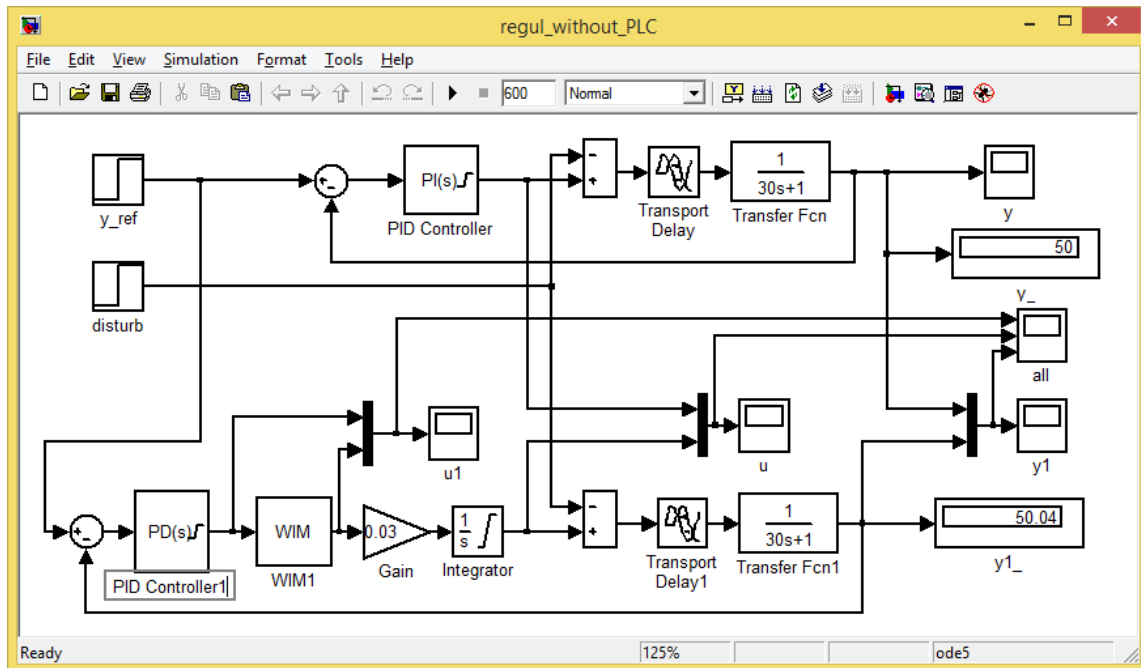 regul_without_PLC
File Edit View Simulation Format Tools Help
600 Normal
y_ref
+
-
PI(s)
PID Controller
-
+
Transport
Delay
1
30s+1
Transfer Fcn
y
50
y_
disturb
all
u1
u
y1
+
-
PD(s)
PID Controller1
WIM
WIM1
0.03
Gain
1
s
Integrator
-
+
Transport
Delay1
1
30s+1
Transfer Fcn1
50.04
y1_
Ready 125% ode5